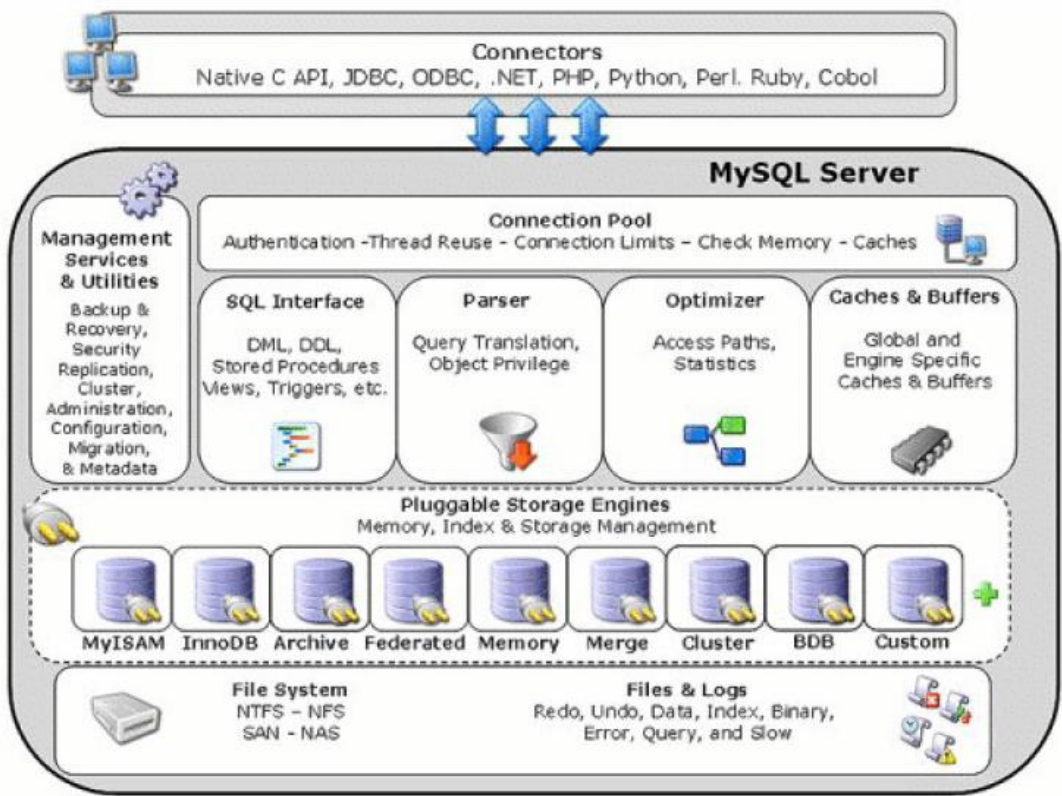 Connectors
Native C API, JDBC, ODBC, .NET, PHP, Python, Perl. Ruby, Cobol
MySQL Server
Management
Services
& Utilities
Backup &
Recovery,
Security
Replication,
Cluster,
Administration,
Configuration,
Migration,
& Metadata
Connection Pool
Authentication -Thread Reuse - Connection Limits – Check Memory - Caches
SQL Interface
DML, DDL,
Stored Procedures
Views, Triggers, etc.
Parser
Query Translation,
Object Privilege
Optimizer
Access Paths,
Statistics
Caches & Buffers
Global and
Engine Specific
Caches & Buffers
Pluggable Storage Engines
Memory, Index & Storage Management
MyISAM
InnoDB
Archive
Federated
Memory
Merge
Cluster
BDB
Custom
File System
NTFS – NFS
SAN - NAS
Files & Logs
Redo, Undo, Data, Index, Binary,
Error, Query, and Slow